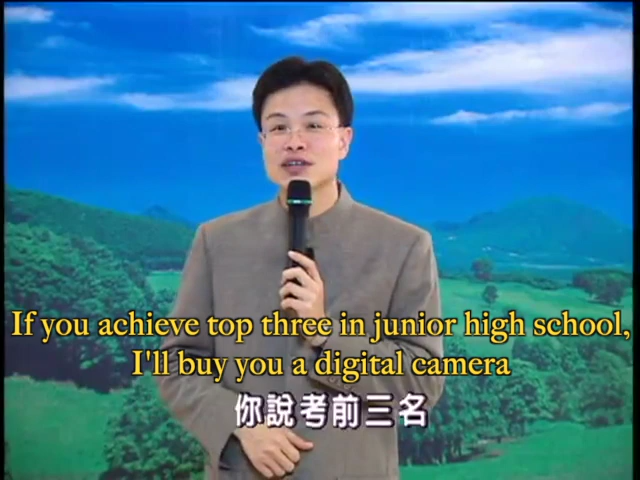 If you achieve top three in junior high school,
I'll buy you a digital camera
你說考前三名